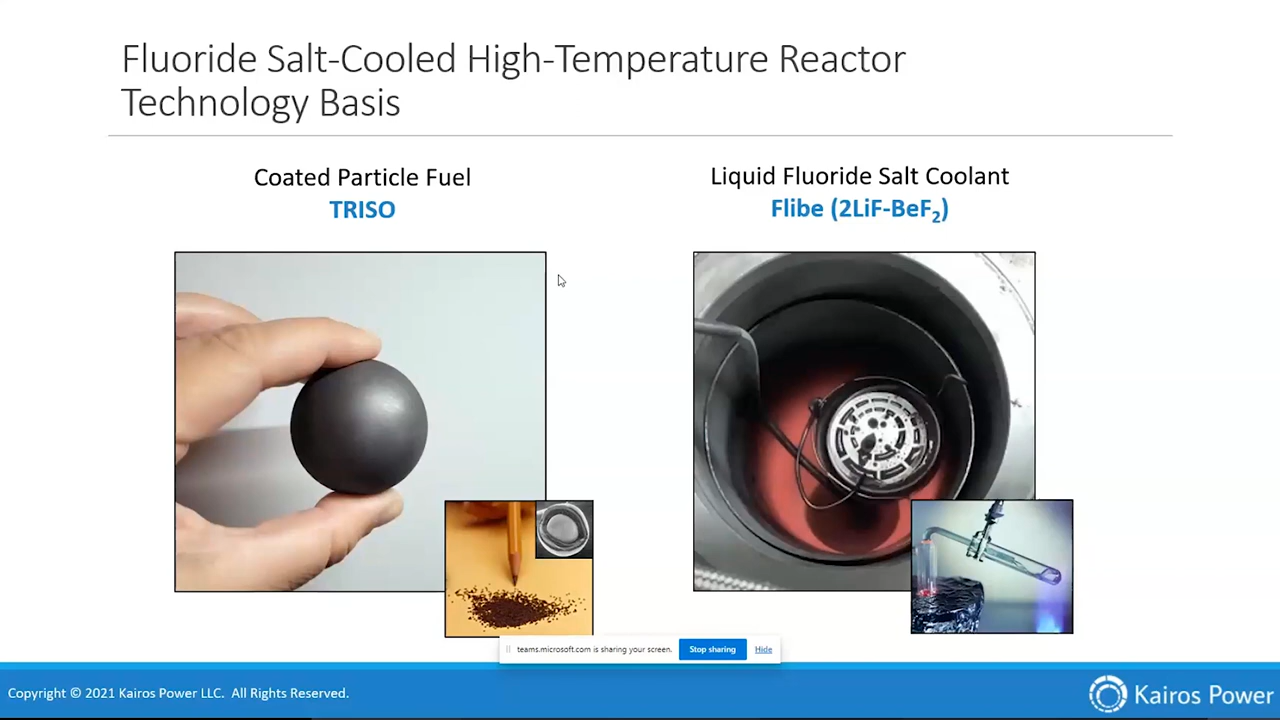 Fluoride Salt-Cooled High-Temperature Reactor
Technology Basis
Coated Particle Fuel
TRISO
Liquid Fluoride Salt Coolant
Flibe (2LiF-BeF₂)
teams.microsoft.com is sharing your screen.
Stop sharing
Hide
Copyright © 2021 Kairos Power LLC. All Rights Reserved.
Kairos Power